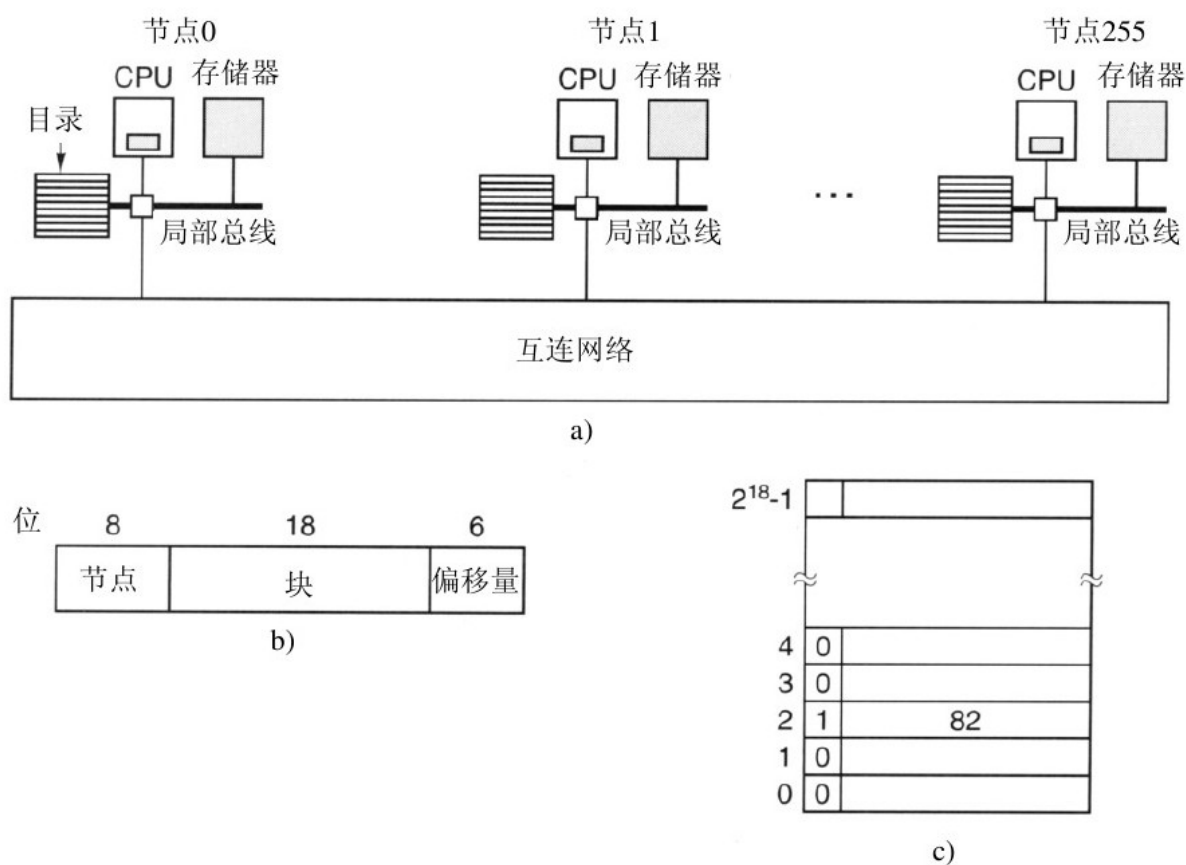 节点0 节点1 节点255
CPU 存储器 CPU 存储器 CPU 存储器
目录
...
局部总线 局部总线 局部总线
互连网络
a)
位 8 18 6
节点 块 偏移量
b)
2^18-1
4 0
3 0
2 1 82
1 0
0 0
c)